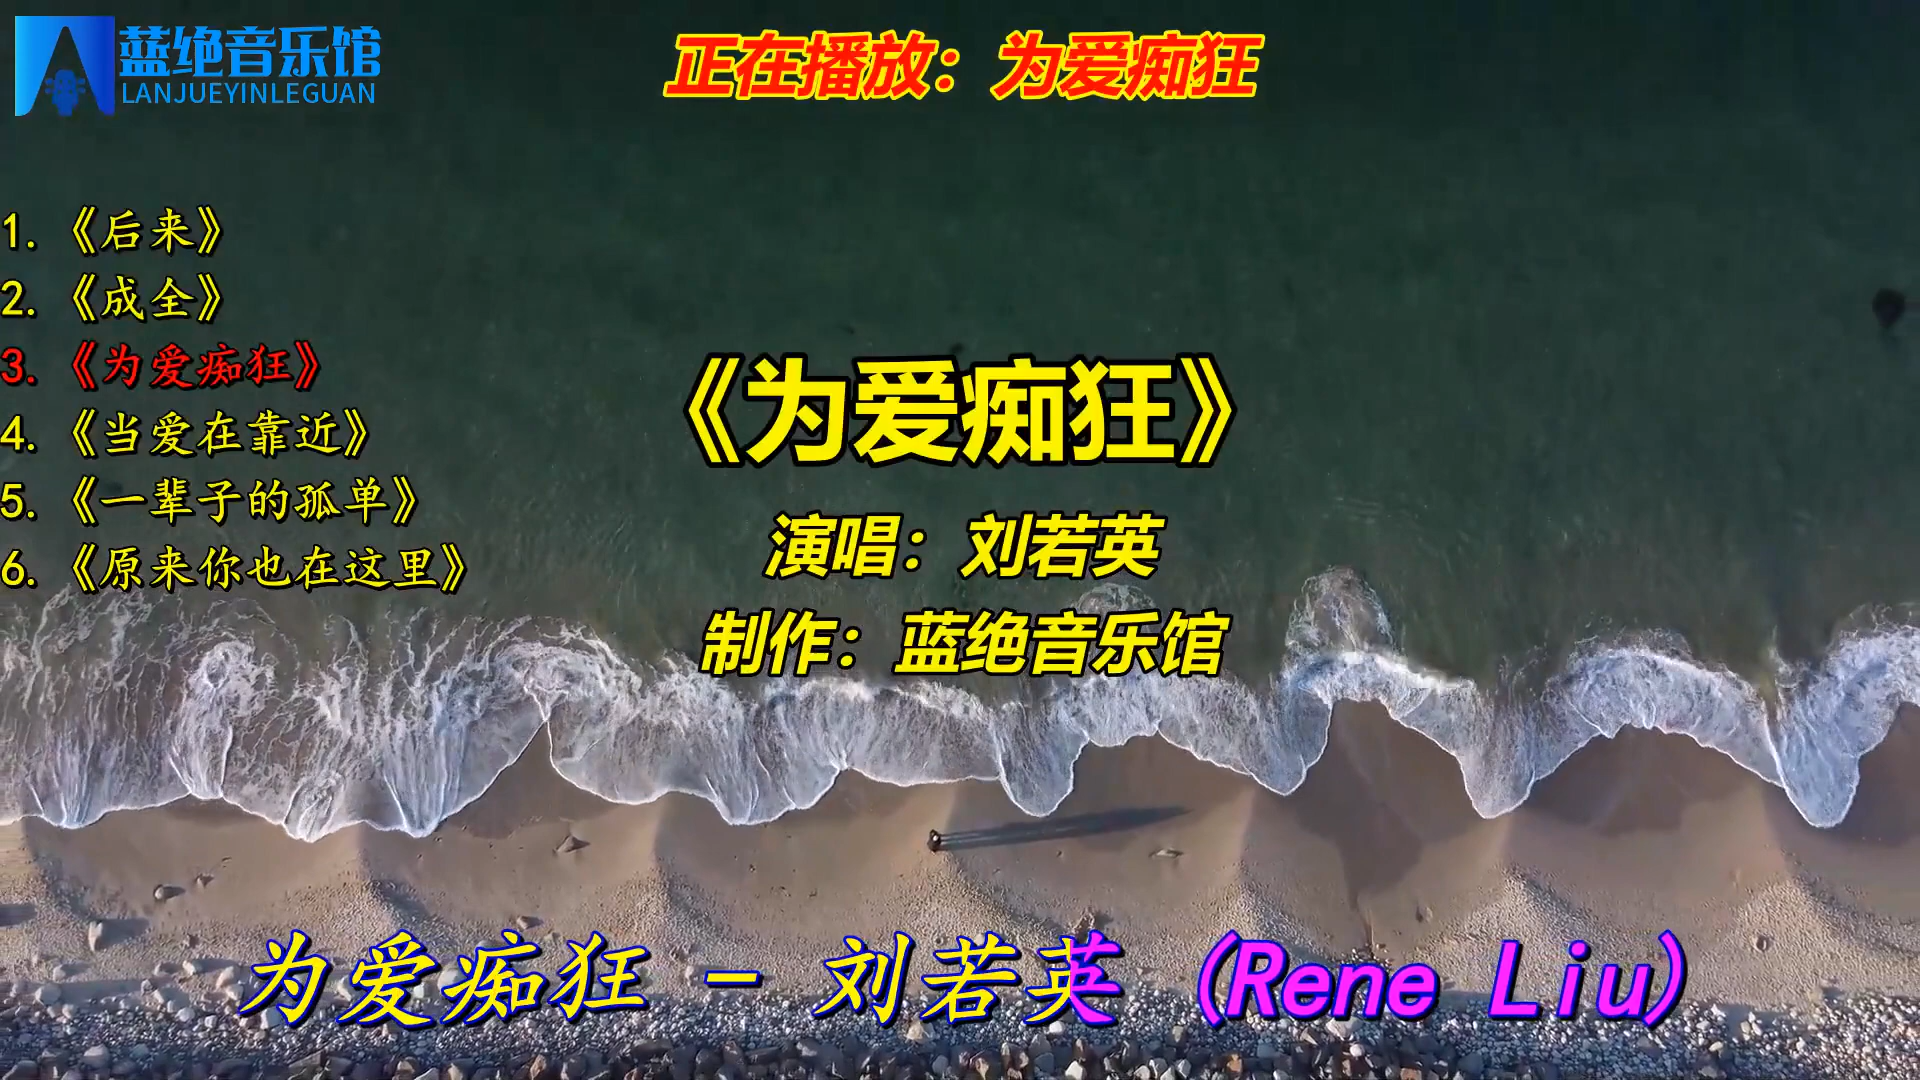 蓝绝音乐馆
LANJUEYINLEGUAN
正在播放：为爱痴狂
1.《后来》
2.《成全》
3.《为爱痴狂》
4.《当爱在靠近》
5.《一辈子的孤单》
6.《原来你也在这里》
《为爱痴狂》
演唱：刘若英
制作：蓝绝音乐馆
为爱痴狂 - 刘若英 (Rene Liu)